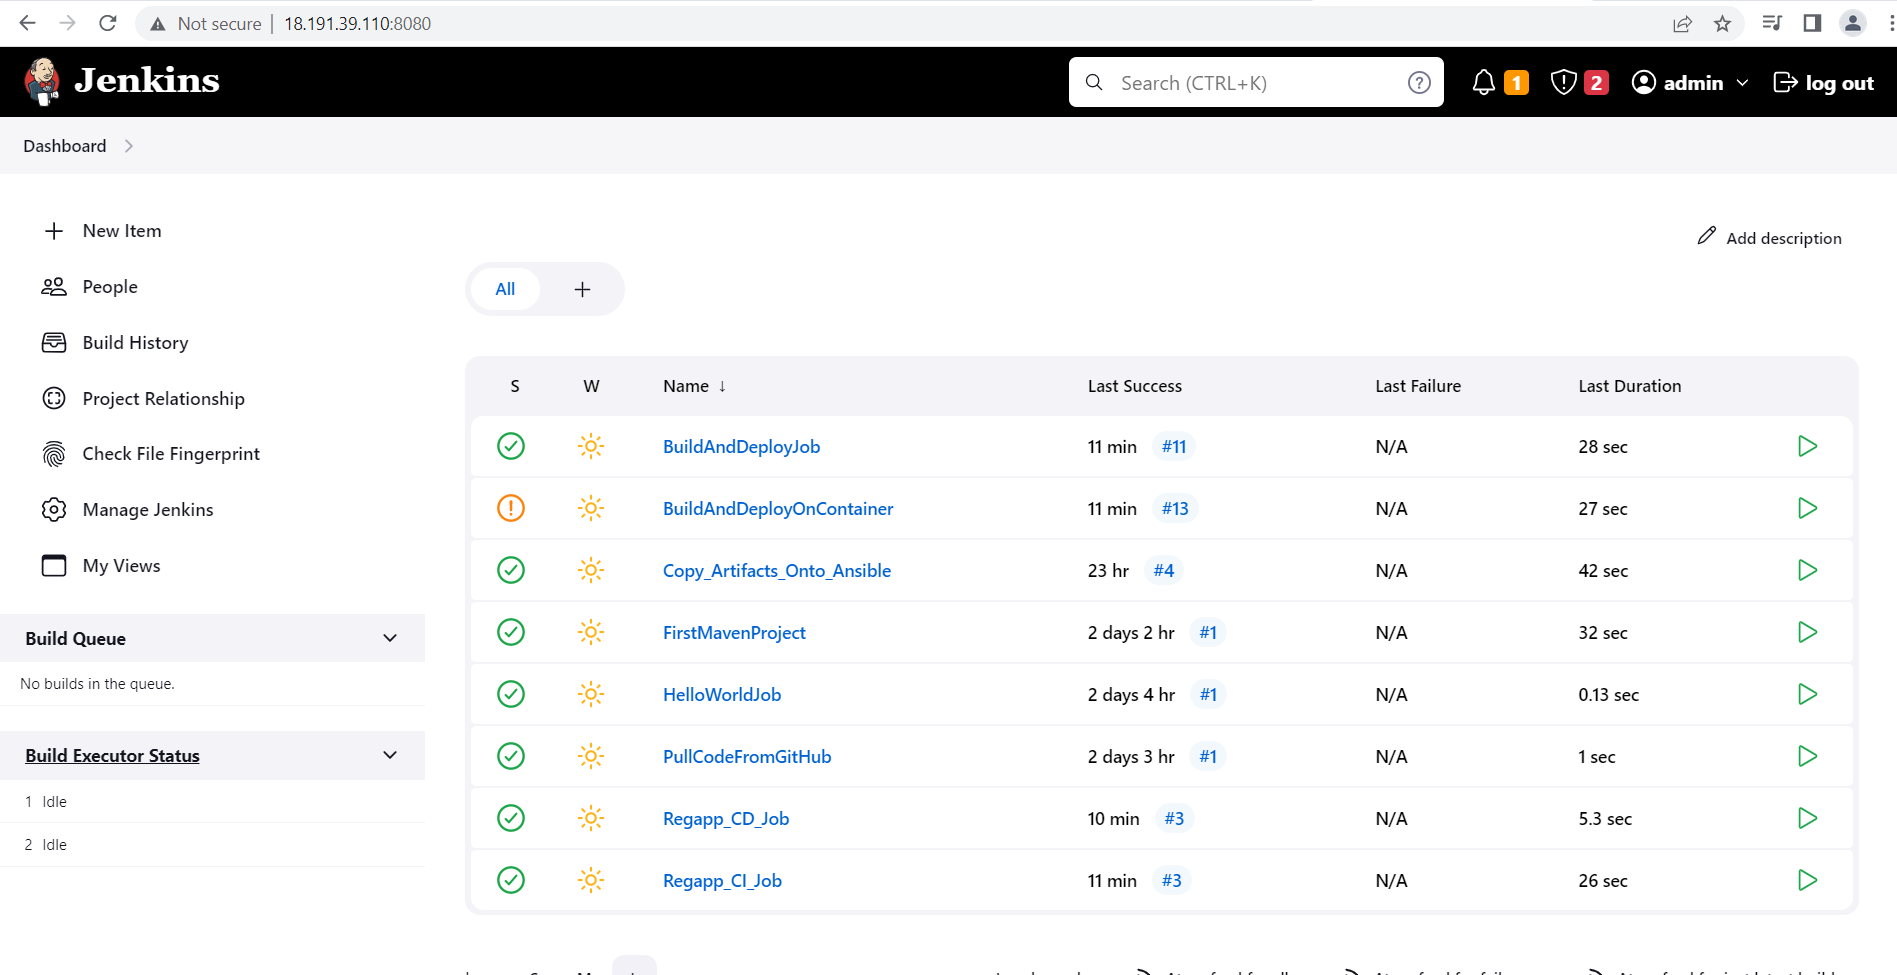 Not secure | 18.191.39.110:8080
Jenkins
Search (CTRL+K)
1
2
admin
log out
Dashboard
New Item
People
Build History
Project Relationship
Check File Fingerprint
Manage Jenkins
My Views
Build Queue
No builds in the queue.
Build Executor Status
1 Idle
2 Idle
Add description
All
S W Name ↓ Last Success Last Failure Last Duration
BuildAndDeployJob 11 min #11 N/A 28 sec
BuildAndDeployOnContainer 11 min #13 N/A 27 sec
Copy_Artifacts_Onto_Ansible 23 hr #4 N/A 42 sec
FirstMavenProject 2 days 2 hr #1 N/A 32 sec
HelloWorldJob 2 days 4 hr #1 N/A 0.13 sec
PullCodeFromGitHub 2 days 3 hr #1 N/A 1 sec
Regapp_CD_Job 10 min #3 N/A 5.3 sec
Regapp_CI_Job 11 min #3 N/A 26 sec